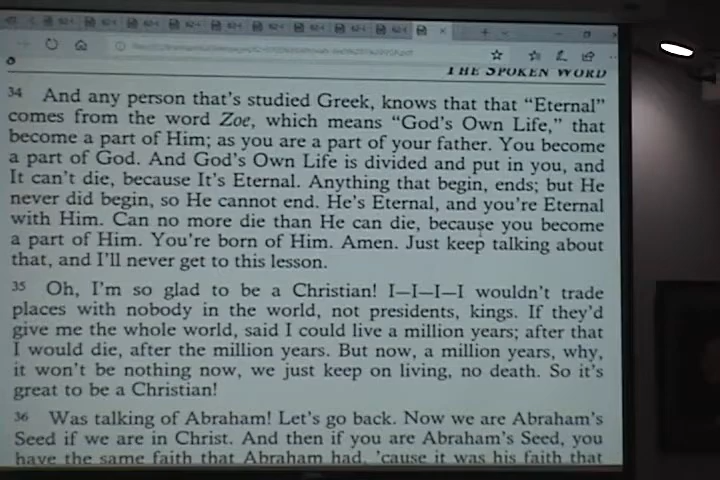 THE SPOKEN WORD
34 And any person that's studied Greek, knows that that “Eternal”
comes from the word Zoe, which means “God's Own Life,” that
become a part of Him; as you are a part of your father. You become
a part of God. And God's Own Life is divided and put in you, and
It can't die, because It's Eternal. Anything that begin, ends; but He
never did begin, so He cannot end. He's Eternal, and you're Eternal
with Him. Can no more die than He can die, because you become
a part of Him. You're born of Him. Amen. Just keep talking about
that, and I'll never get to this lesson.
35 Oh, I'm so glad to be a Christian! I—I—I—I wouldn't trade
places with nobody in the world, not presidents, kings. If they'd
give me the whole world, said I could live a million years; after that
I would die, after the million years. But now, a million years, why,
it won't be nothing now, we just keep on living, no death. So it's
great to be a Christian!
36 Was talking of Abraham! Let's go back. Now we are Abraham's
Seed if we are in Christ. And then if you are Abraham's Seed, you
have the same faith that Abraham had, 'cause it was his faith that